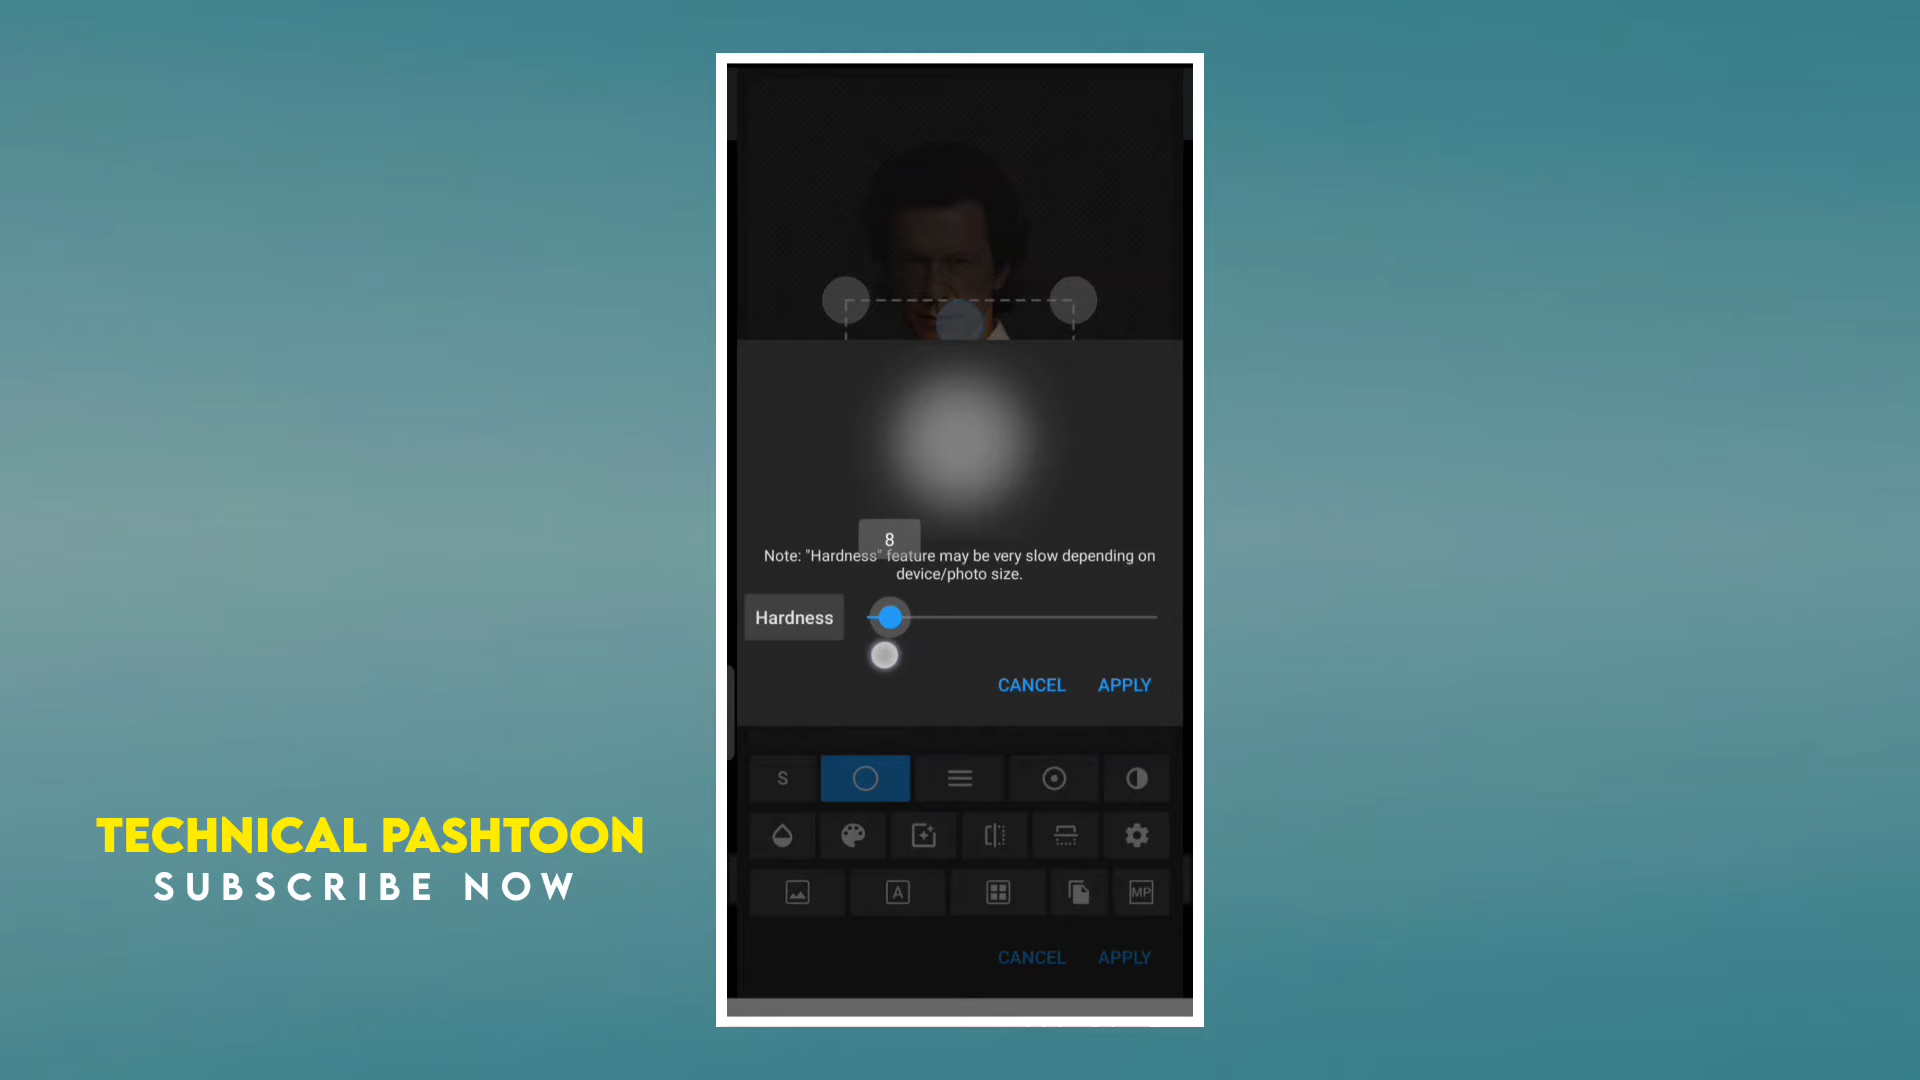 8
Note: "Hardness" feature may be very slow depending on
device/photo size.
Hardness
CANCEL APPLY
S
A
MP
CANCEL APPLY
TECHNICAL PASHTOON
SUBSCRIBE NOW